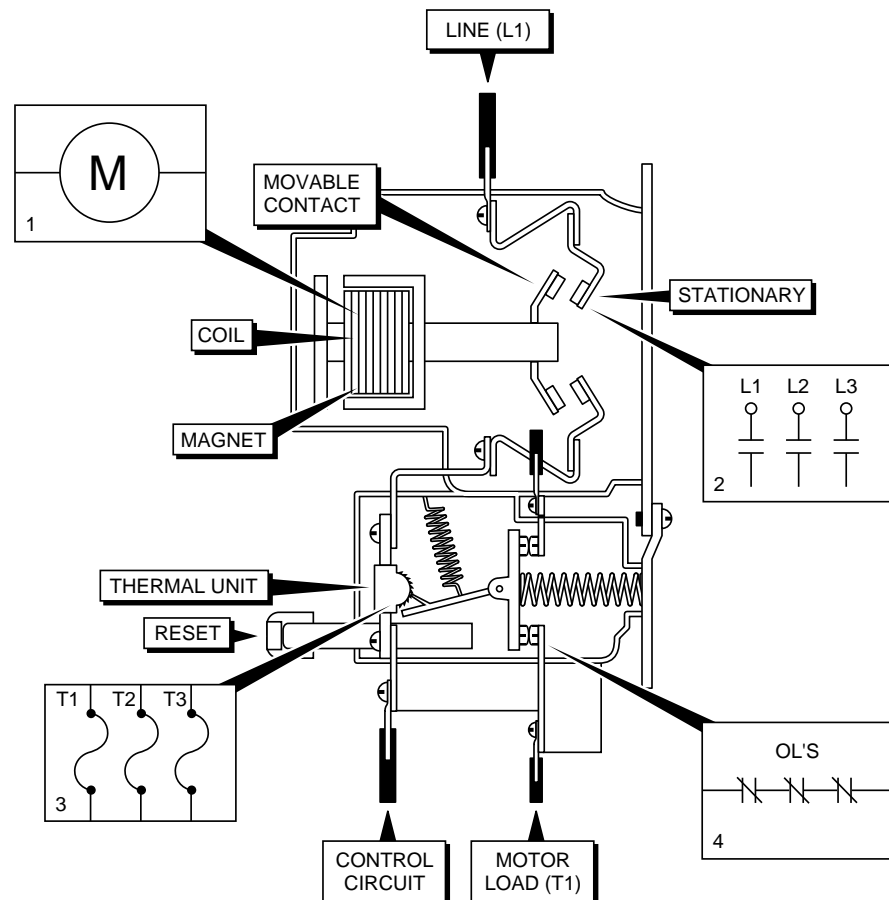 LINE (L1)
M
1
MOVABLE
CONTACT
STATIONARY
COIL
L1 L2 L3
2
MAGNET
THERMAL UNIT
RESET
T1 T2 T3
3
OL'S
4
CONTROL
CIRCUIT
MOTOR
LOAD (T1)